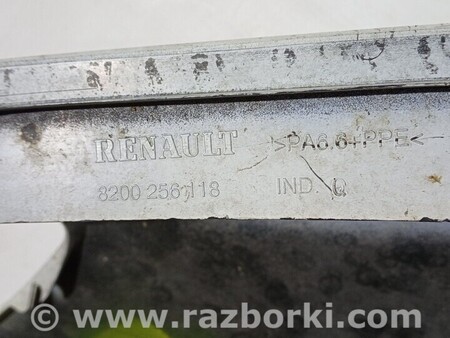 RENAULT >PA6.6+PPE<
8200 256 118 IND. Q
www.razborki.com